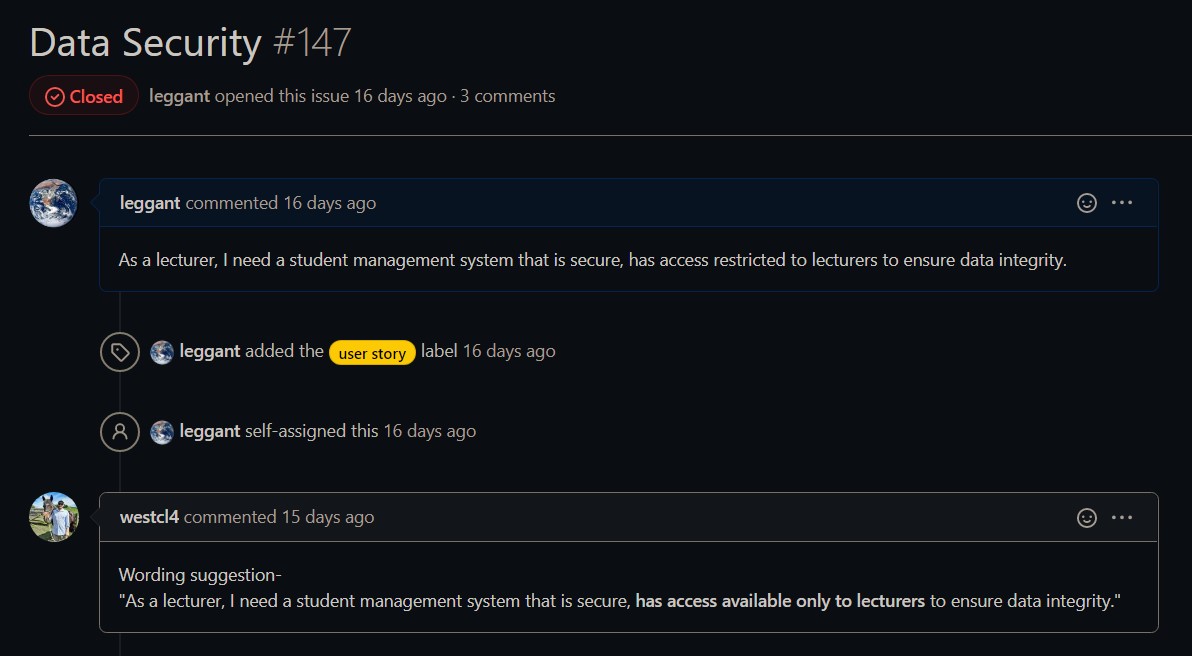 Data Security #147
Closed leggant opened this issue 16 days ago · 3 comments
leggant commented 16 days ago
As a lecturer, I need a student management system that is secure, has access restricted to lecturers to ensure data integrity.
leggant added the user story label 16 days ago
leggant self-assigned this 16 days ago
westcl4 commented 15 days ago
Wording suggestion-
"As a lecturer, I need a student management system that is secure, has access available only to lecturers to ensure data integrity."